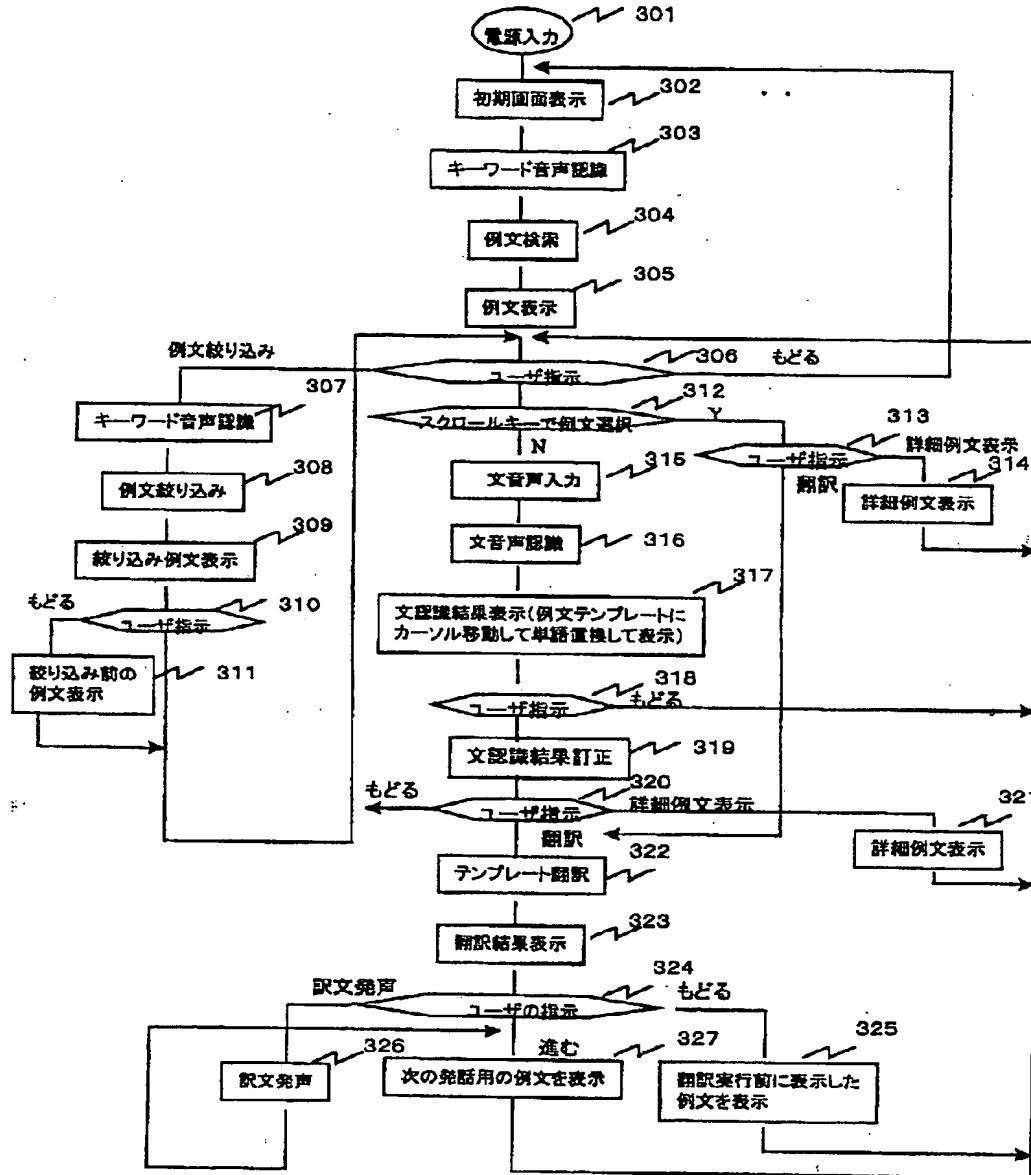 301
電源入力
302
初期画面表示
303
キーワード音声認識
304
例文検索
305
例文表示
例文絞り込み
306
もどる
ユーザ指示
307
キーワード音声認識
312
スクロールキーで例文選択
Y
N
308
例文絞り込み
313
ユーザ指示
詳細例文表示
翻訳
314
詳細例文表示
315
文音声入力
309
絞り込み例文表示
316
文音声認識
もどる
310
ユーザ指示
317
文認識結果表示(例文テンプレートに
カーソル移動して単語置換して表示)
311
絞り込み前の
例文表示
318
ユーザ指示
もどる
319
文認識結果訂正
もどる
320
ユーザ指示
詳細例文表示
翻訳
321
詳細例文表示
322
テンプレート翻訳
323
翻訳結果表示
訳文発声
324
ユーザの指示
もどる
326
訳文発声
進む
327
次の発話用の例文を表示
325
翻訳実行前に表示した
例文を表示